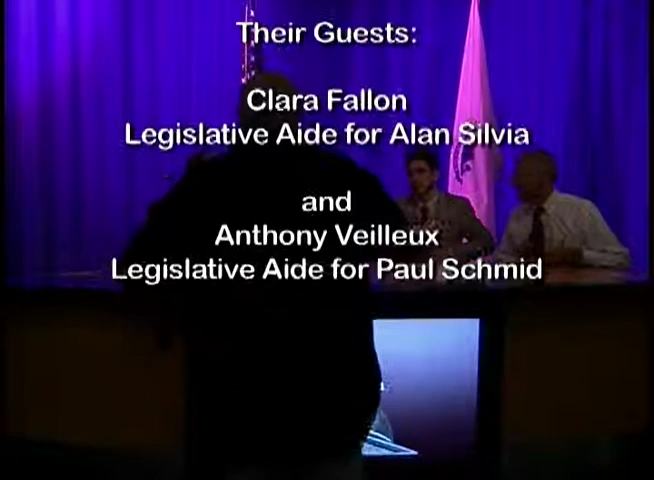 Their Guests:
Clara Fallon
Legislative Aide for Alan Silvia
and
Anthony Veilleux
Legislative Aide for Paul Schmid